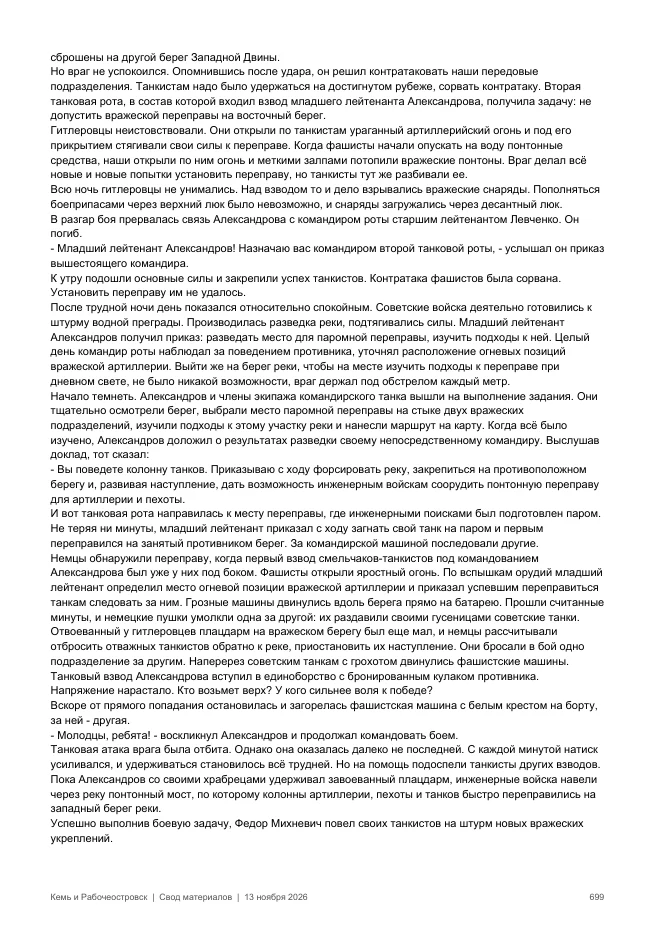 сброшены на другой берег Западной Двины.
Но враг не успокоился. Опомнившись после удара, он решил контратаковать наши передовые
подразделения. Танкистам надо было удержаться на достигнутом рубеже, сорвать контратаку. Вторая
танковая рота, в состав которой входил взвод младшего лейтенанта Александрова, получила задачу: не
допустить вражеской переправы на восточный берег.
Гитлеровцы неистовствовали. Они открыли по танкистам ураганный артиллерийский огонь и под его
прикрытием стягивали свои силы к переправе. Когда фашисты начали опускать на воду понтонные
средства, наши открыли по ним огонь и меткими залпами потопили вражеские понтоны. Враг делал всё
новые и новые попытки установить переправу, но танкисты тут же разбивали ее.
Всю ночь гитлеровцы не унимались. Над взводом то и дело взрывались вражеские снаряды. Пополняться
боеприпасами через верхний люк было невозможно, и снаряды загружались через десантный люк.
В разгар боя прервалась связь Александрова с командиром роты старшим лейтенантом Левченко. Он
погиб.
- Младший лейтенант Александров! Назначаю вас командиром второй танковой роты, - услышал он приказ
вышестоящего командира.
К утру подошли основные силы и закрепили успех танкистов. Контратака фашистов была сорвана.
Установить переправу им не удалось.
После трудной ночи день показался относительно спокойным. Советские войска деятельно готовились к
штурму водной преграды. Производилась разведка реки, подтягивались силы. Младший лейтенант
Александров получил приказ: разведать место для паромной переправы, изучить подходы к ней. Целый
день командир роты наблюдал за поведением противника, уточнял расположение огневых позиций
вражеской артиллерии. Выйти же на берег реки, чтобы на месте изучить подходы к переправе при
дневном свете, не было никакой возможности, враг держал под обстрелом каждый метр.
Начало темнеть. Александров и члены экипажа командирского танка вышли на выполнение задания. Они
тщательно осмотрели берег, выбрали место паромной переправы на стыке двух вражеских
подразделений, изучили подходы к этому участку реки и нанесли маршрут на карту. Когда всё было
изучено, Александров доложил о результатах разведки своему непосредственному командиру. Выслушав
доклад, тот сказал:
- Вы поведете колонну танков. Приказываю с ходу форсировать реку, закрепиться на противоположном
берегу и, развивая наступление, дать возможность инженерным войскам соорудить понтонную переправу
для артиллерии и пехоты.
И вот танковая рота направилась к месту переправы, где инженерными поисками был подготовлен паром.
Не теряя ни минуты, младший лейтенант приказал с ходу загнать свой танк на паром и первым
переправился на занятый противником берег. За командирской машиной последовали другие.
Немцы обнаружили переправу, когда первый взвод смельчаков-танкистов под командованием
Александрова был уже у них под боком. Фашисты открыли яростный огонь. По вспышкам орудий младший
лейтенант определил место огневой позиции вражеской артиллерии и приказал успевшим переправиться
танкам следовать за ним. Грозные машины двинулись вдоль берега прямо на батарею. Прошли считанные
минуты, и немецкие пушки умолкли одна за другой: их раздавили своими гусеницами советские танки.
Отвоеванный у гитлеровцев плацдарм на вражеском берегу был еще мал, и немцы рассчитывали
отбросить отважных танкистов обратно к реке, приостановить их наступление. Они бросали в бой одно
подразделение за другим. Наперерез советским танкам с грохотом двинулись фашистские машины.
Танковый взвод Александрова вступил в единоборство с бронированным кулаком противника.
Напряжение нарастало. Кто возьмет верх? У кого сильнее воля к победе?
Вскоре от прямого попадания остановилась и загорелась фашистская машина с белым крестом на борту,
за ней - другая.
- Молодцы, ребята! - воскликнул Александров и продолжал командовать боем.
Танковая атака врага была отбита. Однако она оказалась далеко не последней. С каждой минутой натиск
усиливался, и удерживаться становилось всё трудней. Но на помощь подоспели танкисты других взводов.
Пока Александров со своими храбрецами удерживал завоеванный плацдарм, инженерные войска навели
через реку понтонный мост, по которому колонны артиллерии, пехоты и танков быстро переправились на
западный берег реки.
Успешно выполнив боевую задачу, Федор Михневич повел своих танкистов на штурм новых вражеских
укреплений.
Кемь и Рабочеостровск | Свод материалов | 13 ноября 2026
699